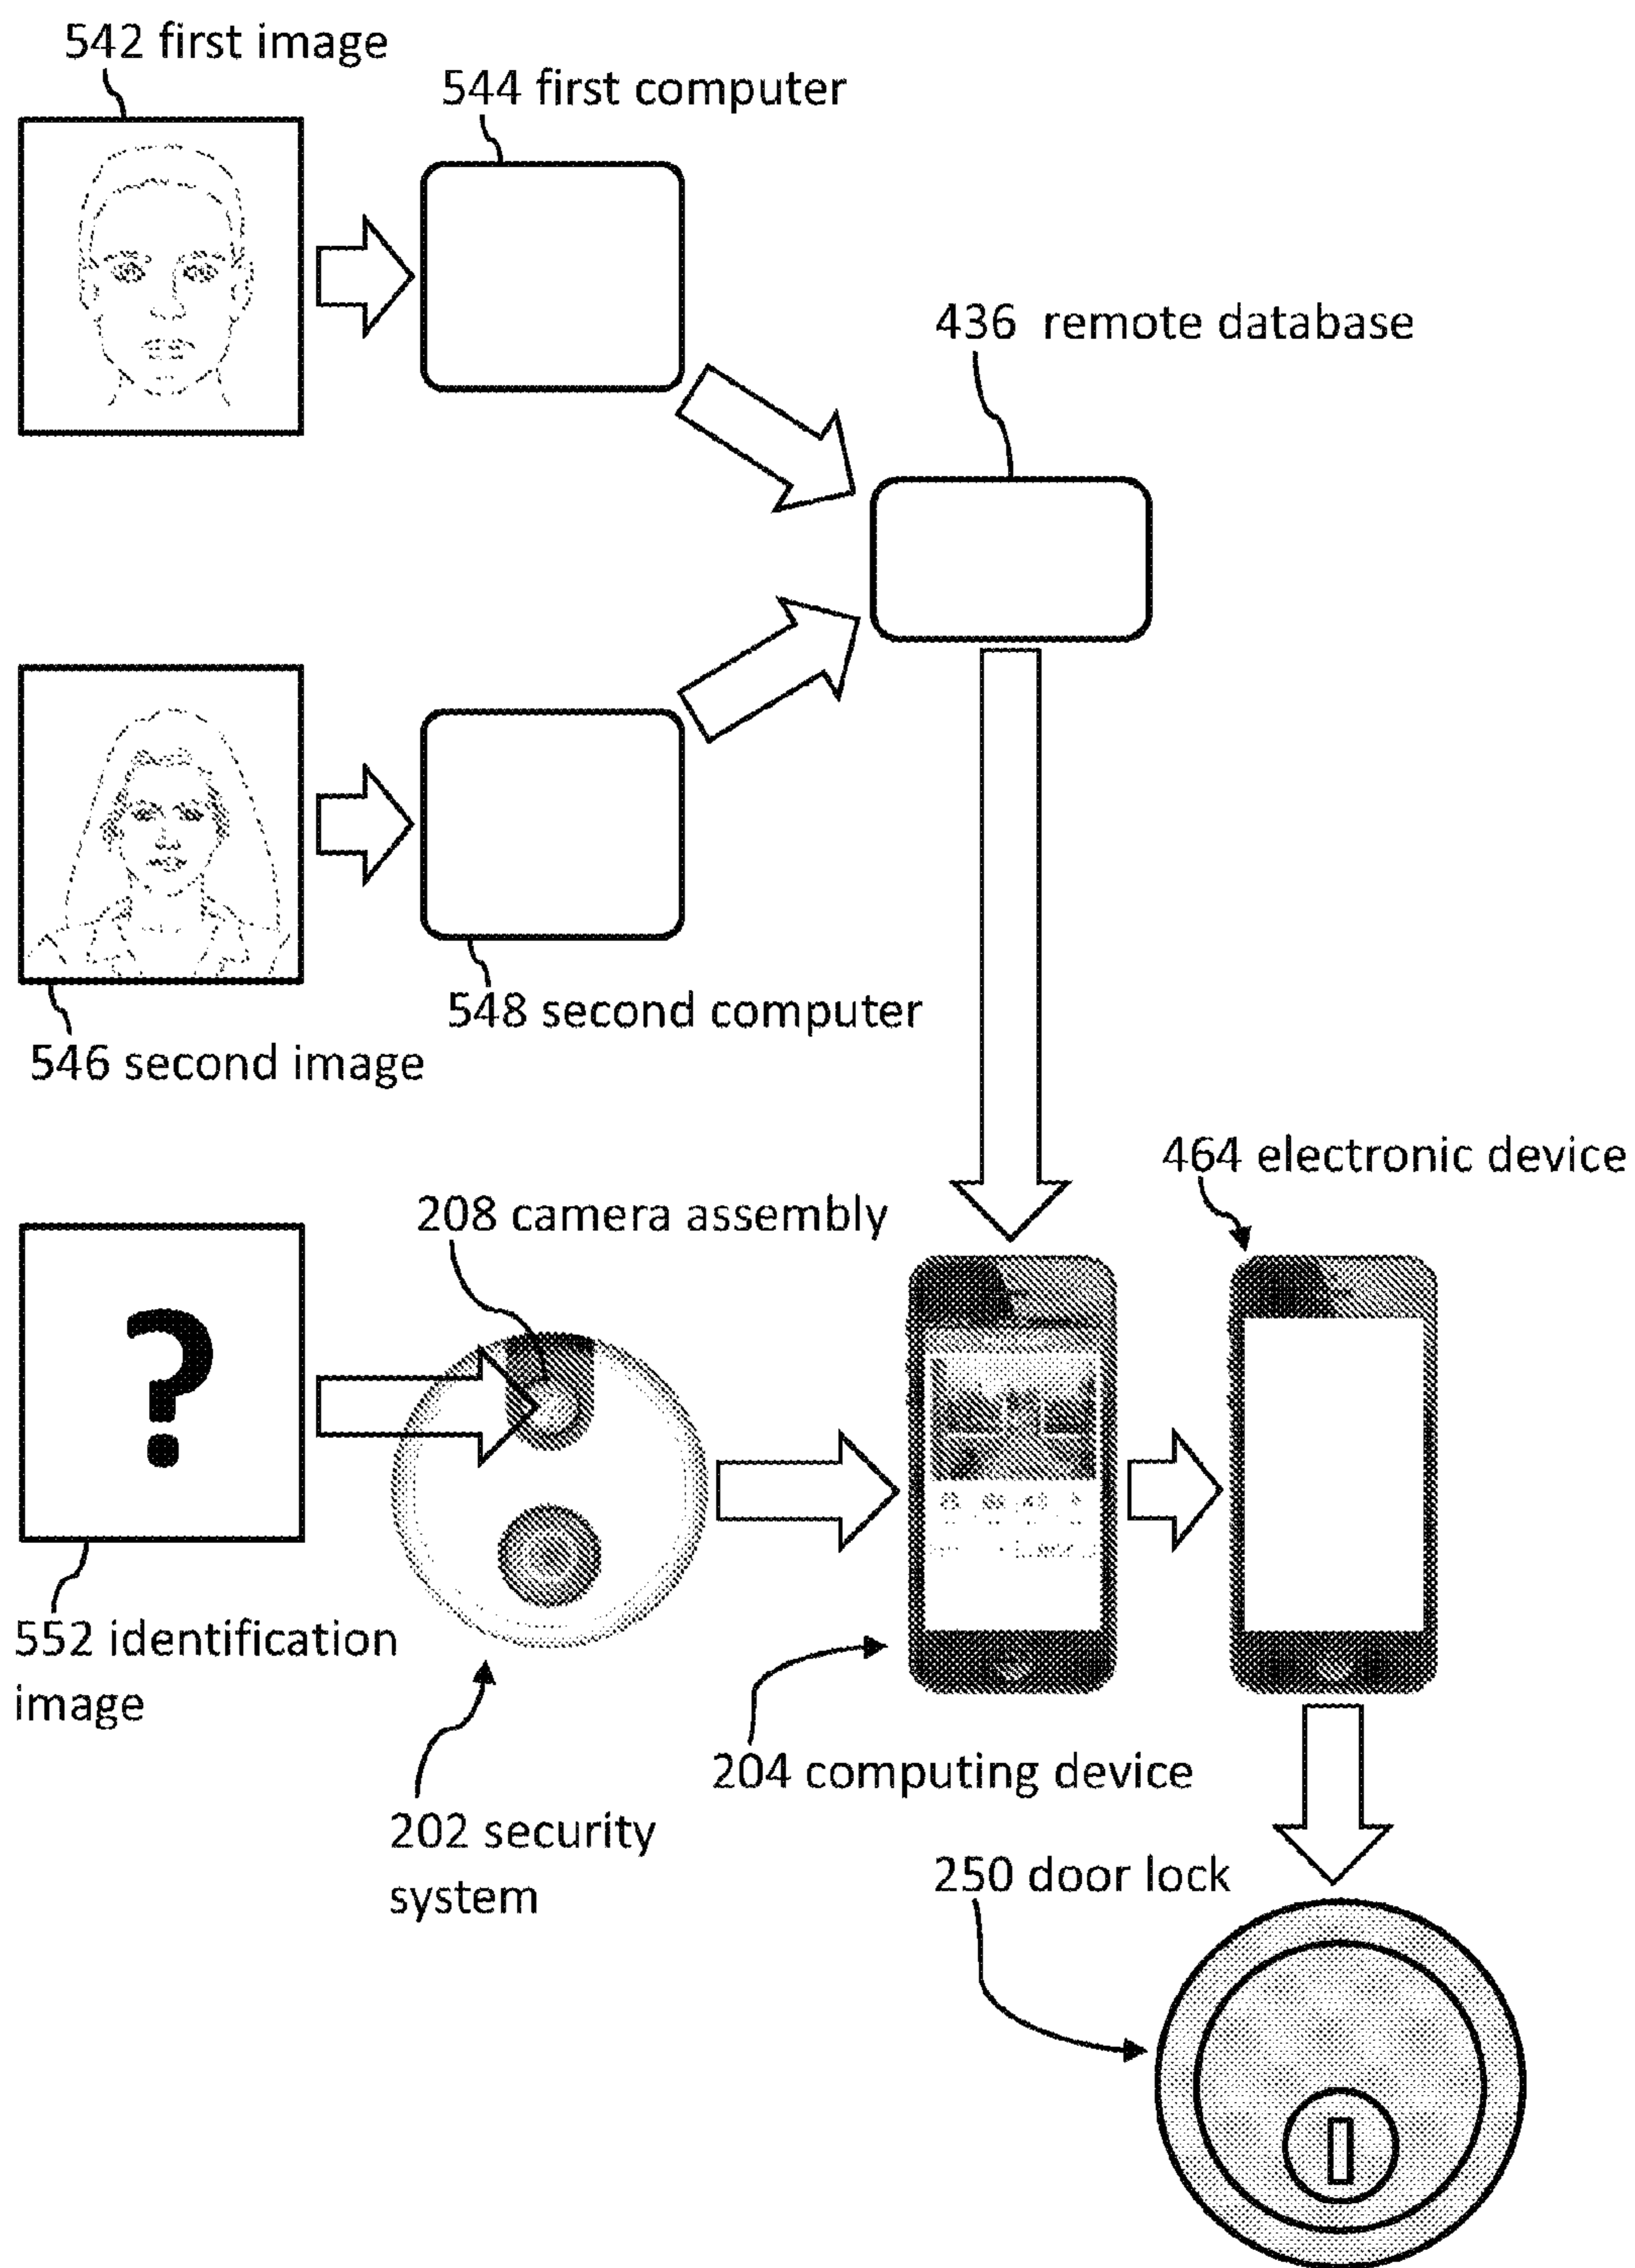 542 first image
544 first computer
436 remote database
548 second computer
546 second image
464 electronic device
208 camera assembly
?
552 identification
image
204 computing device
202 security
system
250 door lock